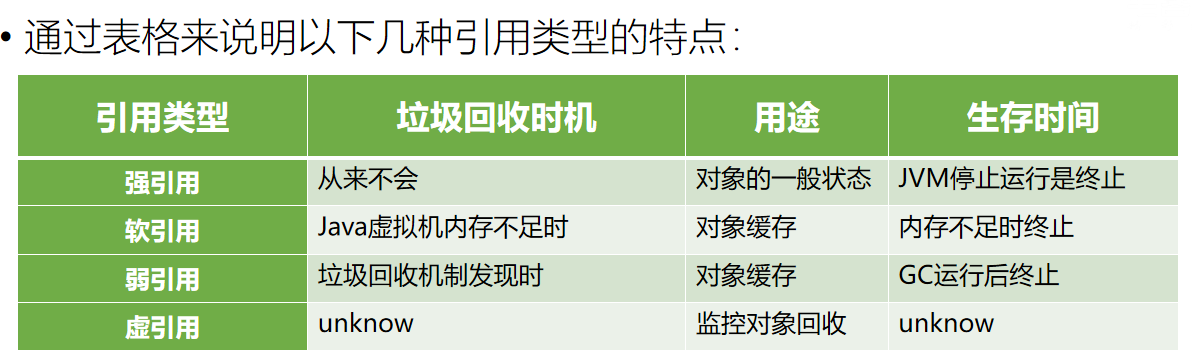 • 通过表格来说明以下几种引用类型的特点：
引用类型 垃圾回收时机 用途 生存时间
强引用 从来不会 对象的一般状态 JVM停止运行是终止
软引用 Java虚拟机内存不足时 对象缓存 内存不足时终止
弱引用 垃圾回收机制发现时 对象缓存 GC运行后终止
虚引用 unknow 监控对象回收 unknow